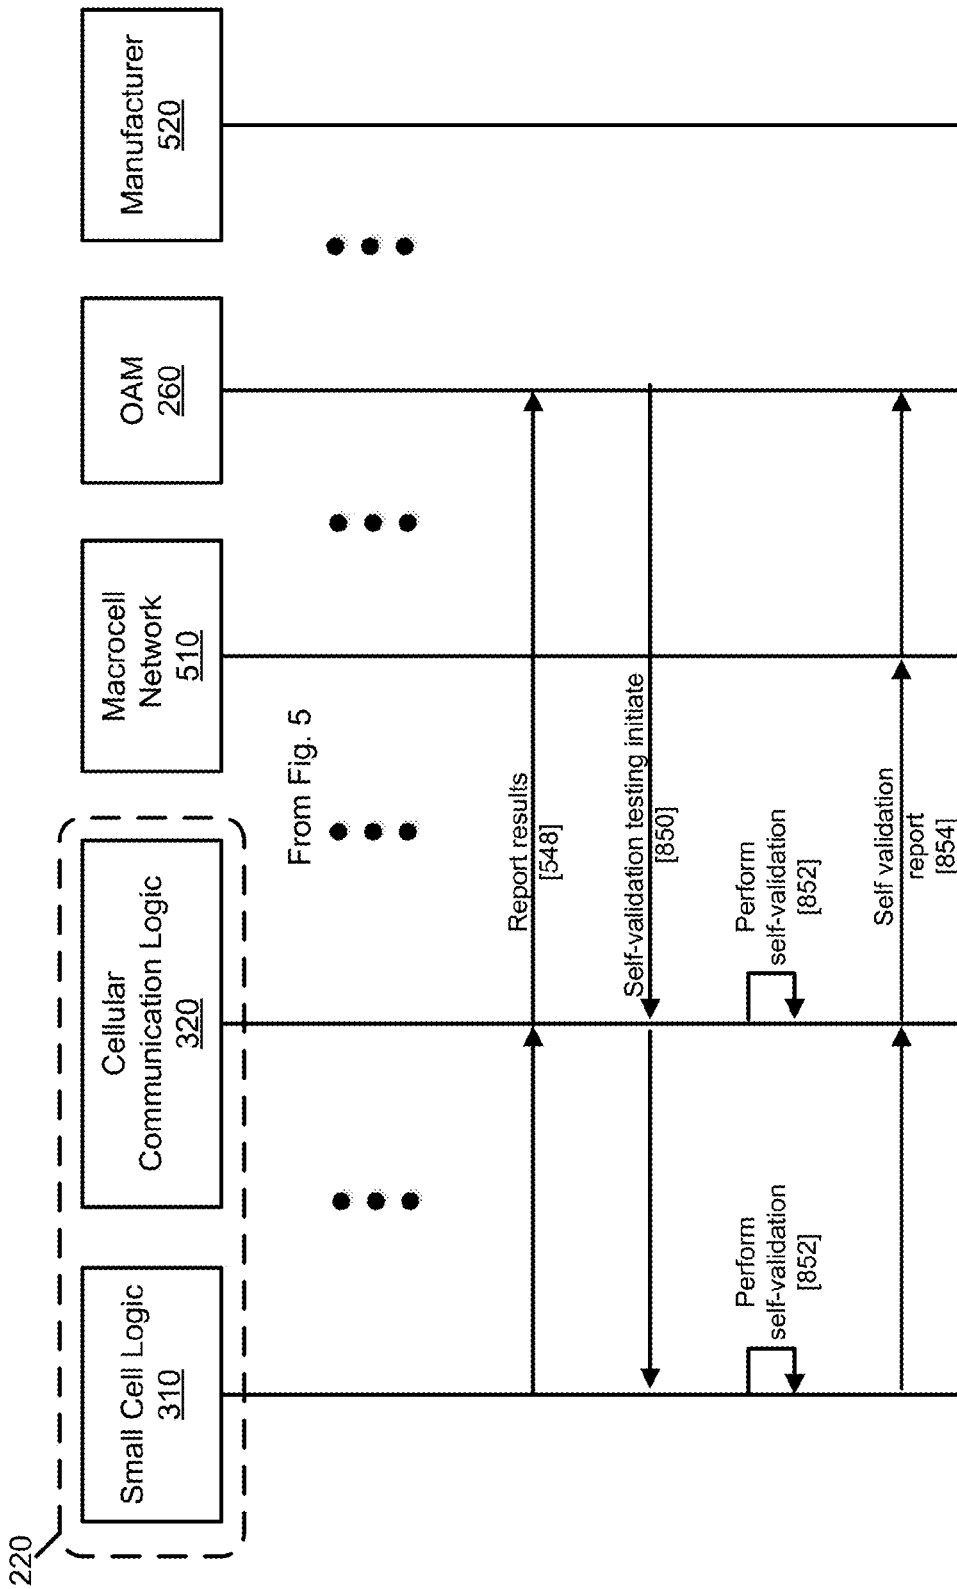 220
Small Cell Logic
310
Cellular
Communication Logic
320
Macrocell
Network
510
OAM
260
Manufacturer
520
From Fig. 5
Report results
[548]
Self-validation testing initiate
[850]
Perform
self-validation
[852]
Perform
self-validation
[852]
Self validation
report
[854]